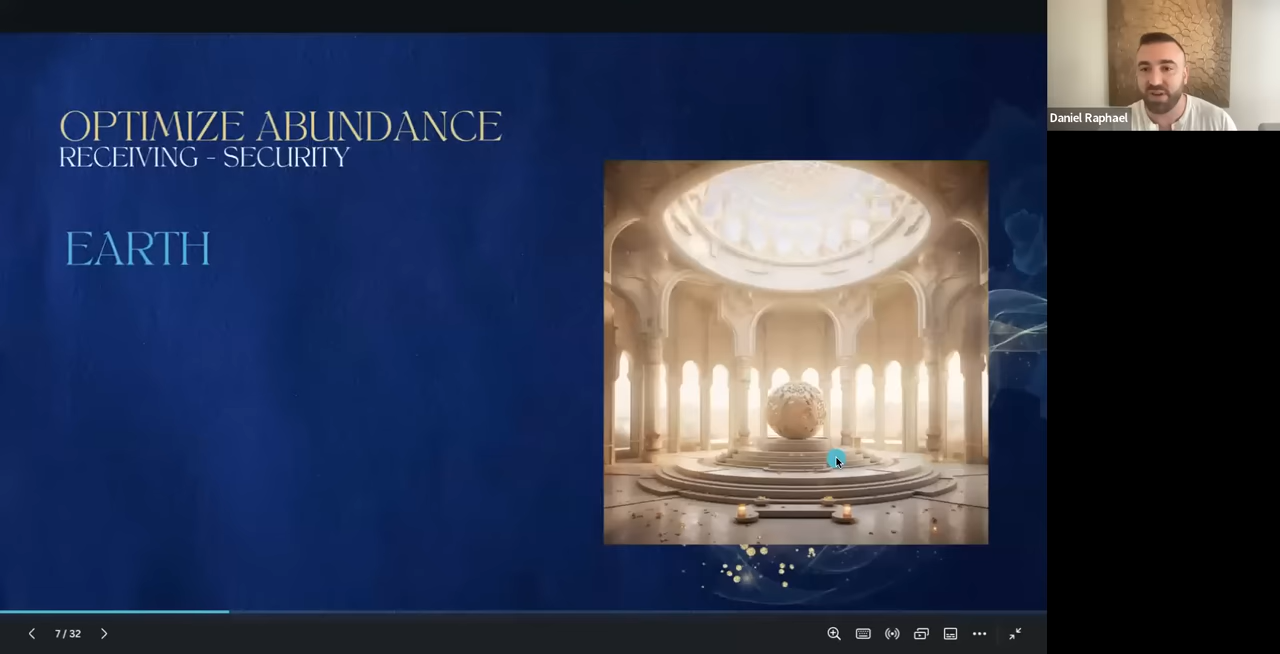 OPTIMIZE ABUNDANCE
RECEIVING - SECURITY
EARTH
Daniel Raphael
7 / 32